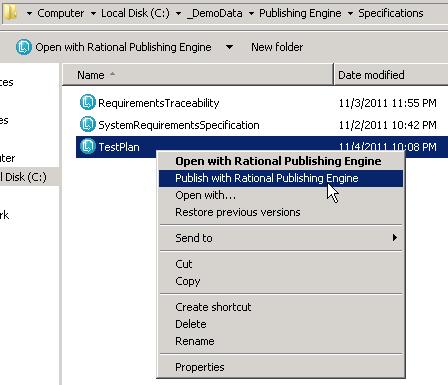 Computer Local Disk (C:) _DemoData Publishing Engine Specifications
Open with Rational Publishing Engine New folder
Name Date modified
RequirementsTraceability 11/3/2011 11:55 PM
SystemRequirementsSpecification 11/2/2011 10:42 PM
TestPlan 11/4/2011 10:08 PM
Open with Rational Publishing Engine
Publish with Rational Publishing Engine
Open with...
Restore previous versions
Send to
Cut
Copy
Create shortcut
Delete
Rename
Properties
tes
es
uter
l Disk (C:)
rk